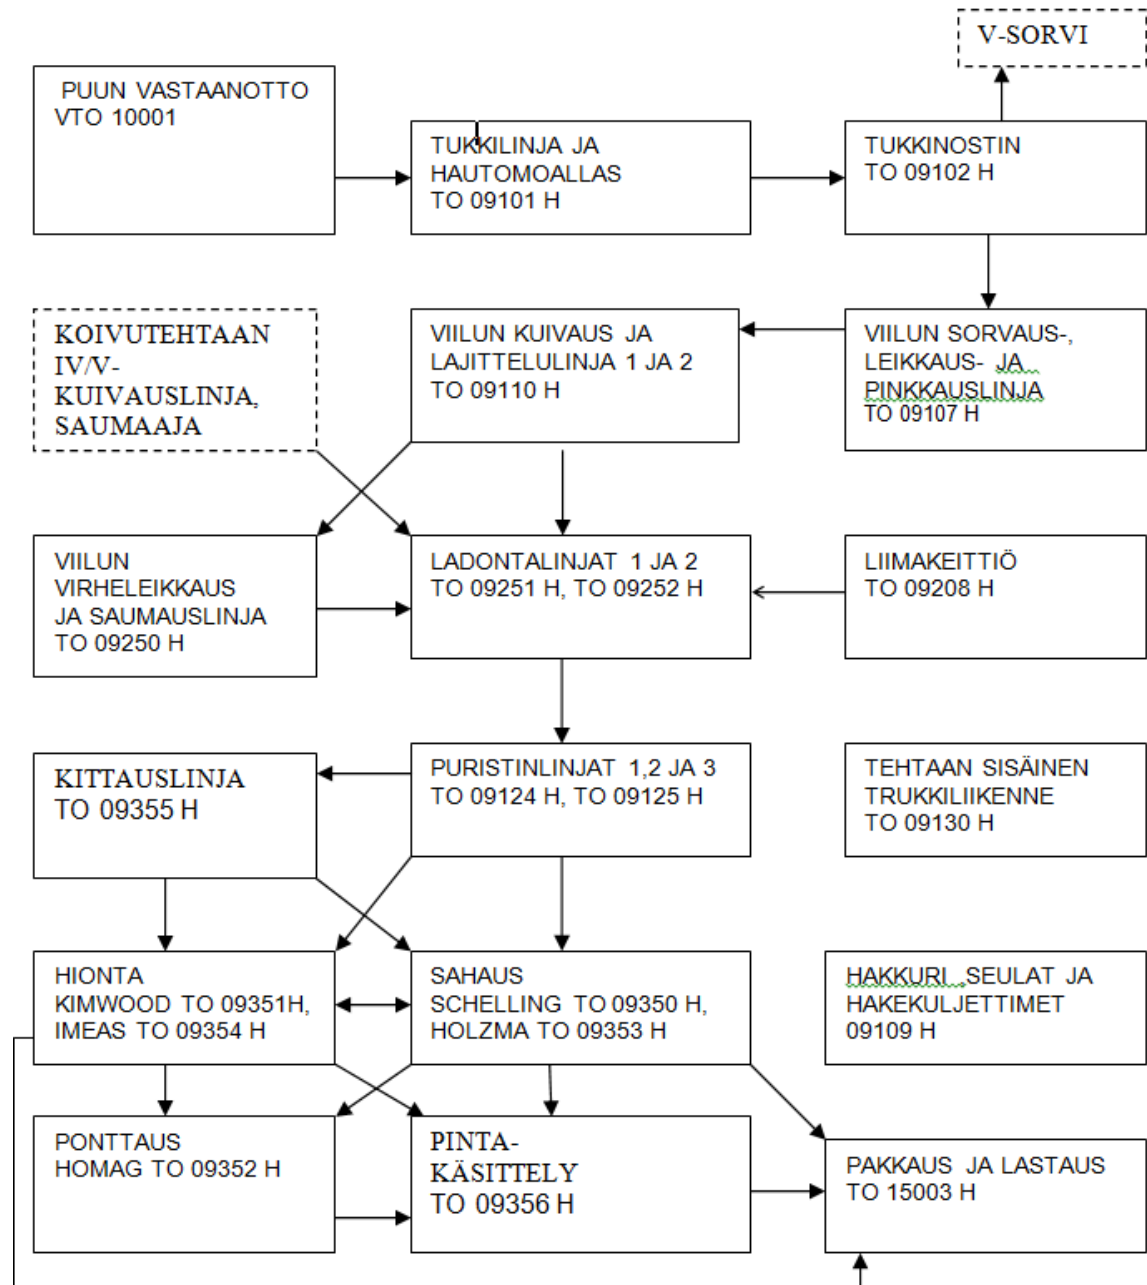 V-SORVI
PUUN VASTAANOTTO
VTO 10001
TUKKILINJA JA
HAUTOMOALLAS
TO 09101 H
TUKKINOSTIN
TO 09102 H
KOIVUTEHTAAN
IV/V-
KUIVAUSLINJA,
SAUMAAJA
VIILUN KUIVAUS JA
LAJITTELULINJA 1 JA 2
TO 09110 H
VIILUN SORVAUS-,
LEIKKAUS- JA
PINKKAUSLINJA
TO 09107 H
VIILUN
VIRHELEIKKAUS
JA SAUMAUSLINJA
TO 09250 H
LADONTALINJAT 1 JA 2
TO 09251 H, TO 09252 H
LIIMAKEITTIÖ
TO 09208 H
KITTAUSLINJA
TO 09355 H
PURISTINLINJAT 1,2 JA 3
TO 09124 H, TO 09125 H
TEHTAAN SISÄINEN
TRUKKILIIKENNE
TO 09130 H
HIONTA
KIMWOOD TO 09351H,
IMEAS TO 09354 H
SAHAUS
SCHELLING TO 09350 H,
HOLZMA TO 09353 H
HAKKURI ,SEULAT JA
HAKEKULJETTIMET
09109 H
PONTTAUS
HOMAG TO 09352 H
PINTA-
KÄSITTELY
TO 09356 H
PAKKAUS JA LASTAUS
TO 15003 H